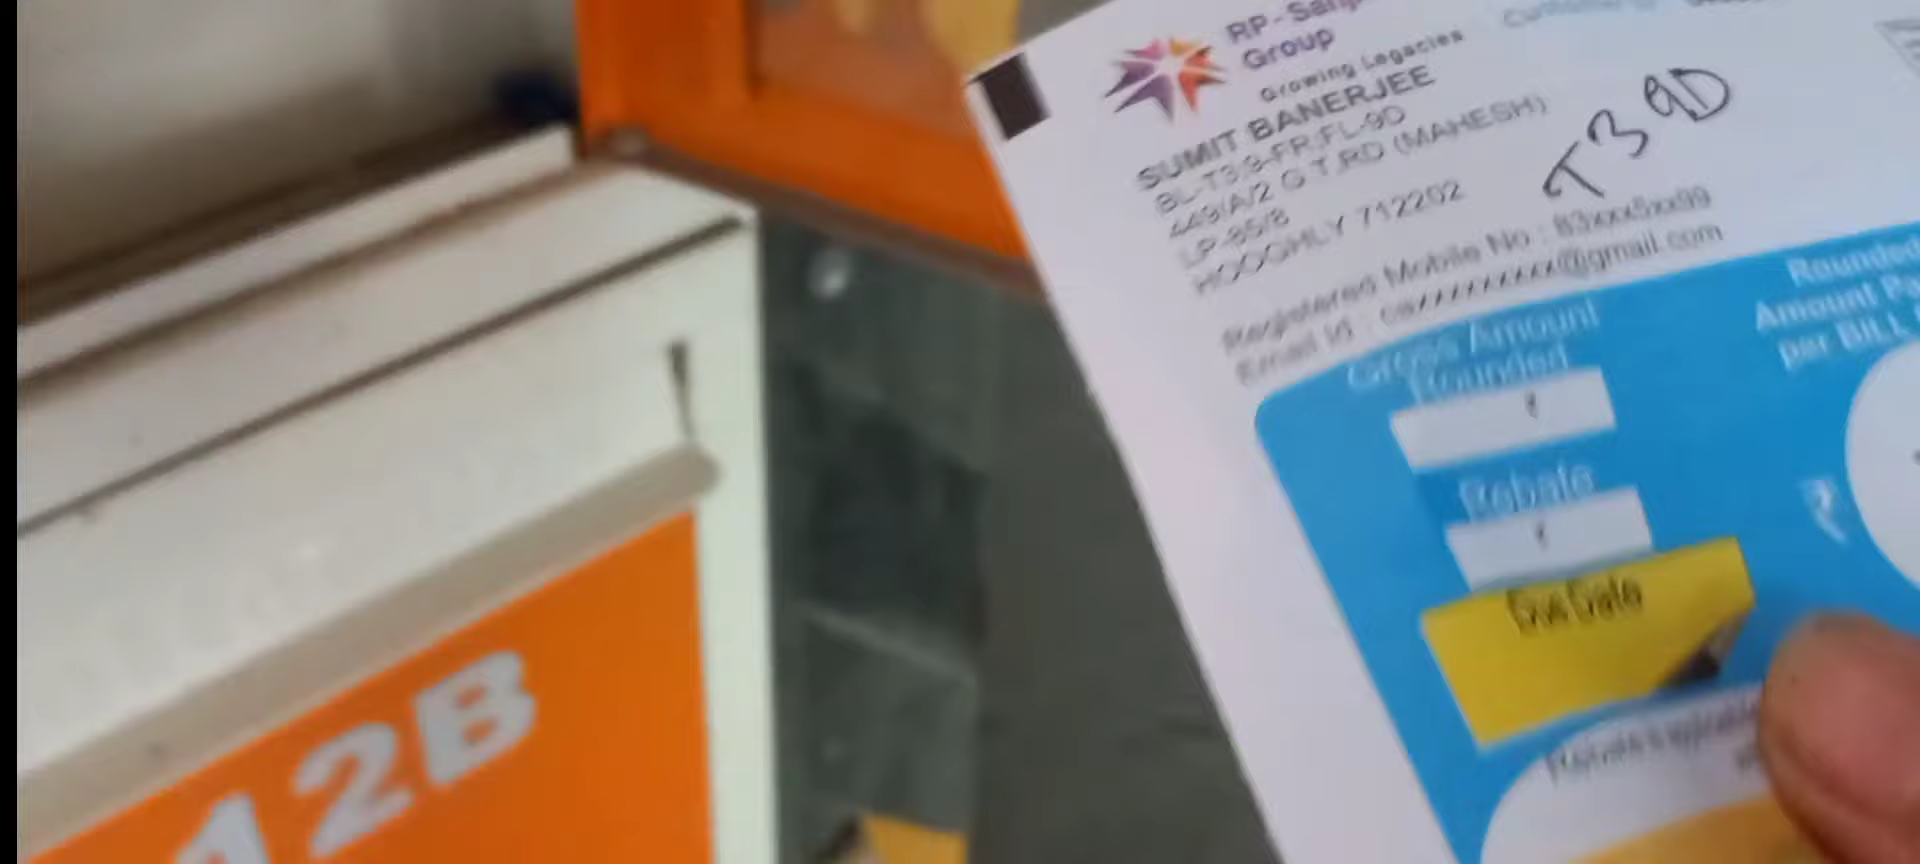 RP-Sanj
Group
Growing Legacies
SUMIT BANERJEE
BL-T3;9-FR;FL-9D
449/A/2 G T,RD (MAHESH)
LP-85/8
HOOGHLY 712202
T3 9D
Registered Mobile No : 83xxx5xx99
Email Id : caxxxxxxxxx@gmail.com
Gross Amount
Rounded
₹
Rebate
₹
Due Date
Rounded
Amount Pa
per BILL
₹
12B